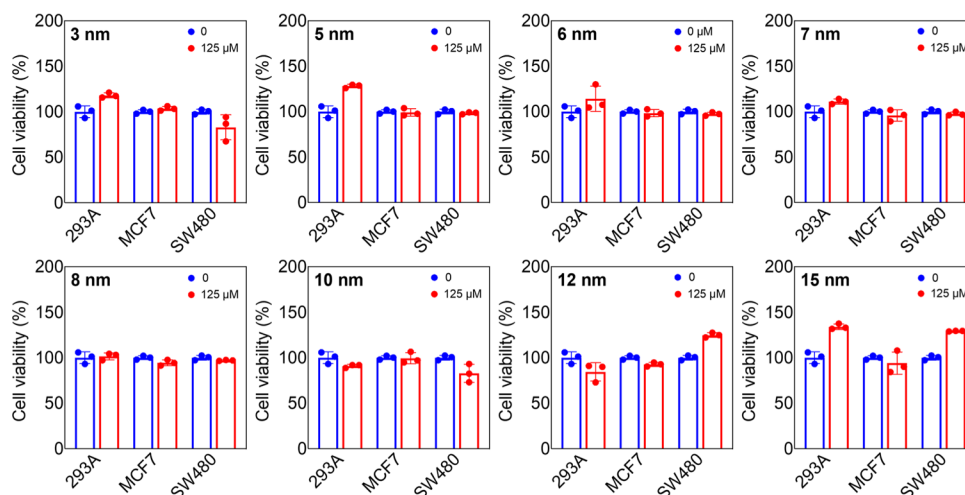 3 nm
0
125 µM
200
150
100
50
0
Cell viability (%)
293A
MCF7
SW480
5 nm
0
125 µM
200
150
100
50
0
Cell viability (%)
293A
MCF7
SW480
6 nm
0 µM
125 µM
200
150
100
50
0
Cell viability (%)
293A
MCF7
SW480
7 nm
0
125 µM
200
150
100
50
0
Cell viability (%)
293A
MCF7
SW480
8 nm
0
125 µM
200
150
100
50
0
Cell viability (%)
293A
MCF7
SW480
10 nm
0
125 µM
200
150
100
50
0
Cell viability (%)
293A
MCF7
SW480
12 nm
0
125 µM
200
150
100
50
0
Cell viability (%)
293A
MCF7
SW480
15 nm
0
125 µM
200
150
100
50
0
Cell viability (%)
293A
MCF7
SW480